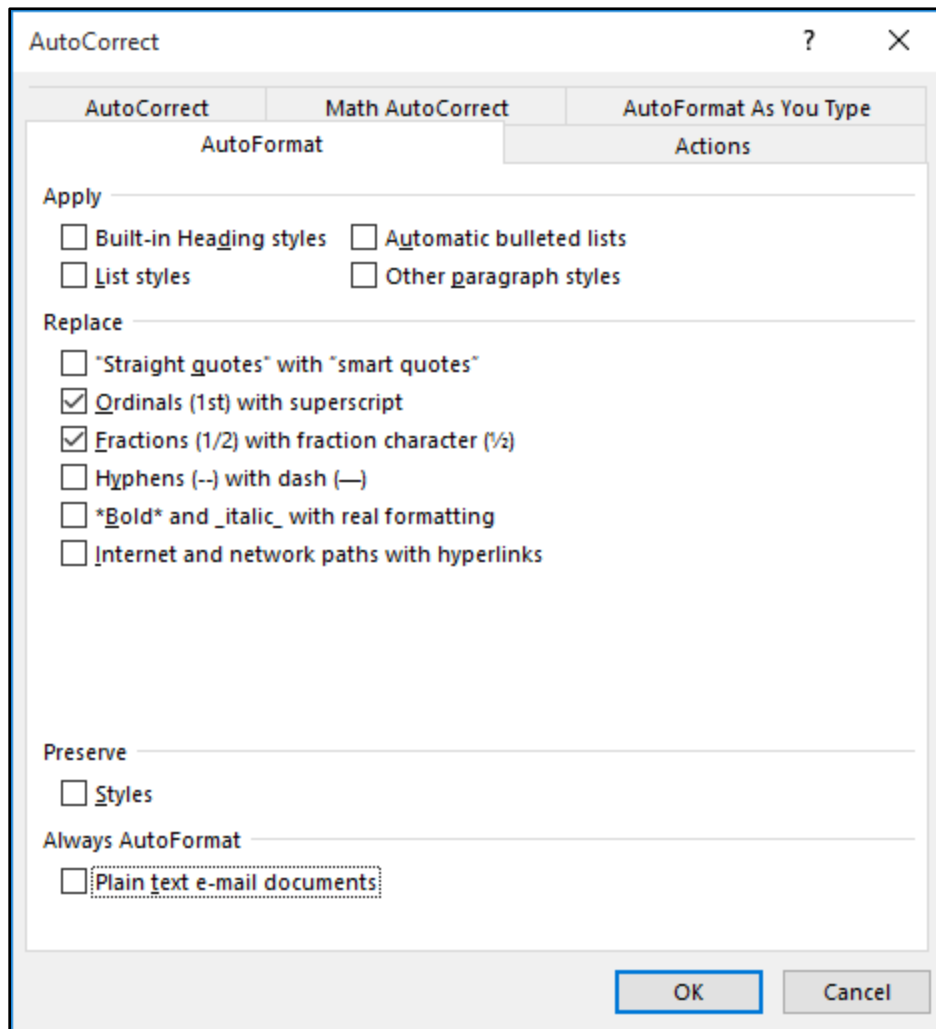 AutoCorrect ? X
AutoCorrect Math AutoCorrect AutoFormat As You Type
AutoFormat Actions
Apply
Built-in Heading styles Automatic bulleted lists
List styles Other paragraph styles
Replace
"Straight quotes" with “smart quotes”
Ordinals (1st) with superscript
Fractions (1/2) with fraction character (½)
Hyphens (--) with dash (—)
*Bold* and _italic_ with real formatting
Internet and network paths with hyperlinks
Preserve
Styles
Always AutoFormat
Plain text e-mail documents
OK Cancel